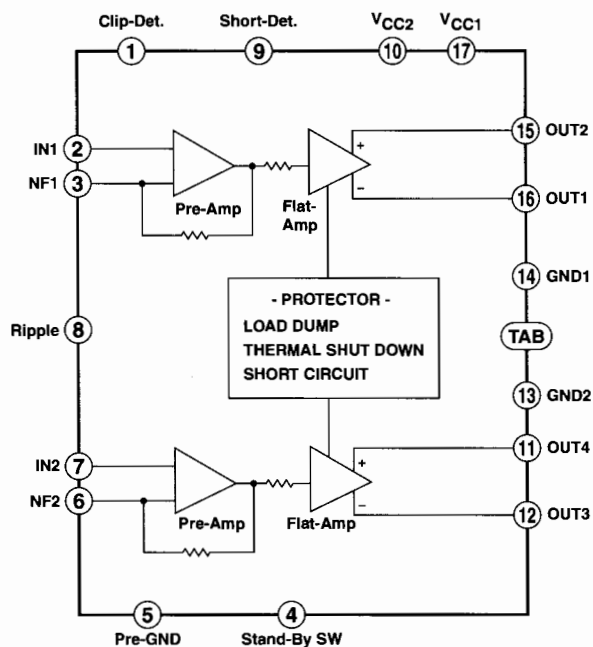 Clip-Det. Short-Det. VCC2 VCC1
1 9 10 17
IN1 2
NF1 3
Pre-Amp
Flat-
Amp
+
−
15 OUT2
16 OUT1
14 GND1
- PROTECTOR -
LOAD DUMP
THERMAL SHUT DOWN
SHORT CIRCUIT
Ripple 8
TAB
13 GND2
IN2 7
NF2 6
Pre-Amp
Flat-Amp
+
−
11 OUT4
12 OUT3
5 4
Pre-GND Stand-By SW